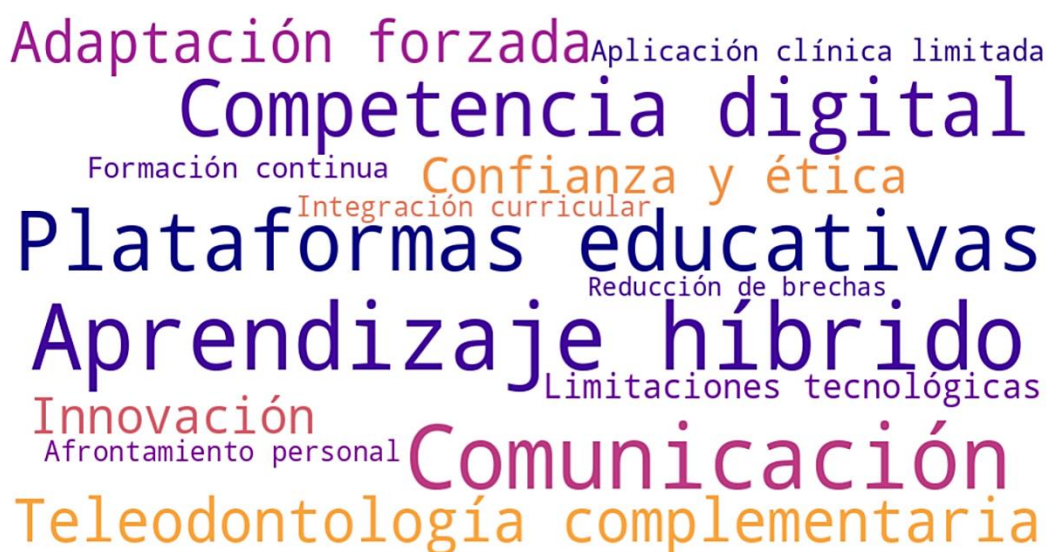 Adaptación forzada
Aplicación clínica limitada
Competencia digital
Formación continua
Confianza y ética
Integración curricular
Plataformas educativas
Reducción de brechas
Aprendizaje híbrido
Limitaciones tecnológicas
Innovación
Afrontamiento personal
Comunicación
Teleodontología complementaria